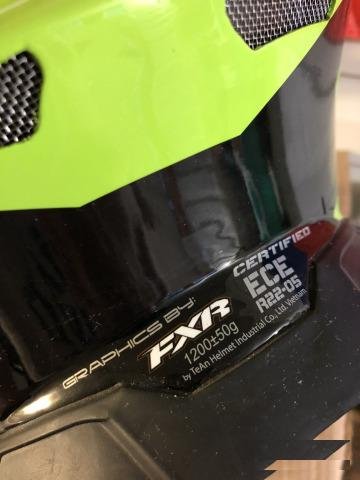 GRAPHICS BY:
FXR
1200±50g
by TeAn Helmet Industrial Co., Ltd. Vietnam
CERTIFIED
ECE
R22-05